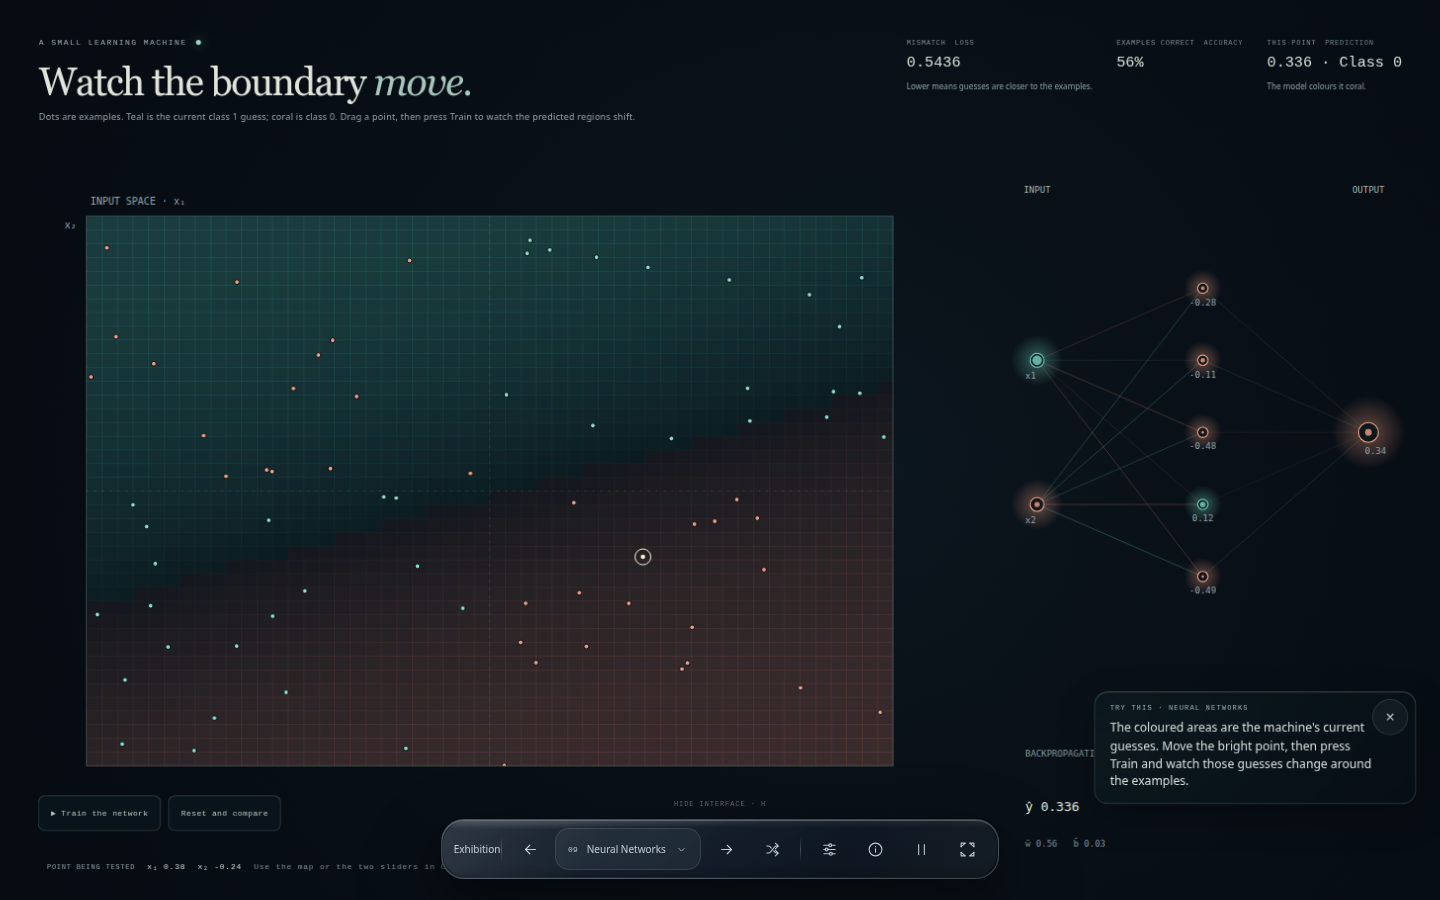 A SMALL LEARNING MACHINE
Watch the boundary move.
Dots are examples. Teal is the current class 1 guess; coral is class 0. Drag a point, then press Train to watch the predicted regions shift.
MISMATCH LOSS
0.5436
Lower means guesses are closer to the examples.
EXAMPLES CORRECT ACCURACY
56%
THIS POINT PREDICTION
0.336 · Class 0
The model colours it coral.
INPUT SPACE · x₁
x₂
INPUT
OUTPUT
-0.28
x1
-0.11
-0.48
0.34
x2
0.12
-0.49
TRY THIS · NEURAL NETWORKS
The coloured areas are the machine's current
guesses. Move the bright point, then press
Train and watch those guesses change around
the examples.
BACKPROPAGATI
ŷ 0.336
w̄ 0.56 b̄ 0.03
▶ Train the network
Reset and compare
HIDE INTERFACE · H
Exhibition
09 Neural Networks
POINT BEING TESTED x₁ 0.38 x₂ -0.24 Use the map or the two sliders in